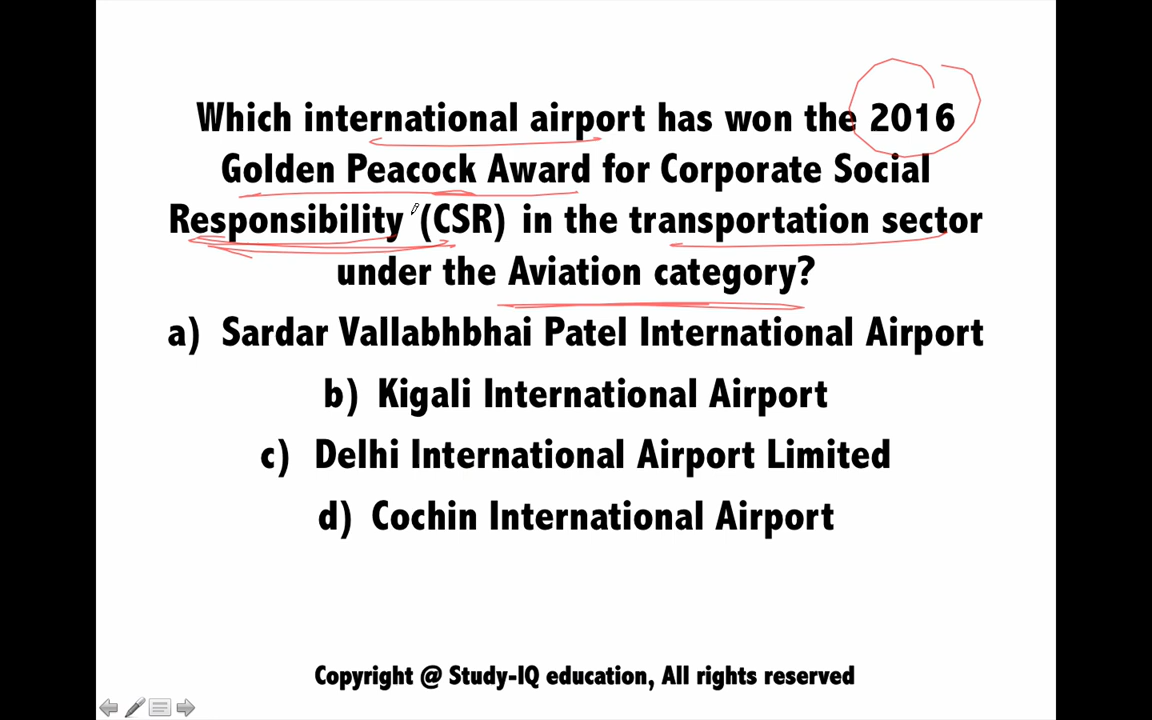 Which international airport has won the 2016
Golden Peacock Award for Corporate Social
Responsibility (CSR) in the transportation sector
under the Aviation category?
a) Sardar Vallabhbhai Patel International Airport
b) Kigali International Airport
c) Delhi International Airport Limited
d) Cochin International Airport
Copyright @ Study-IQ education, All rights reserved